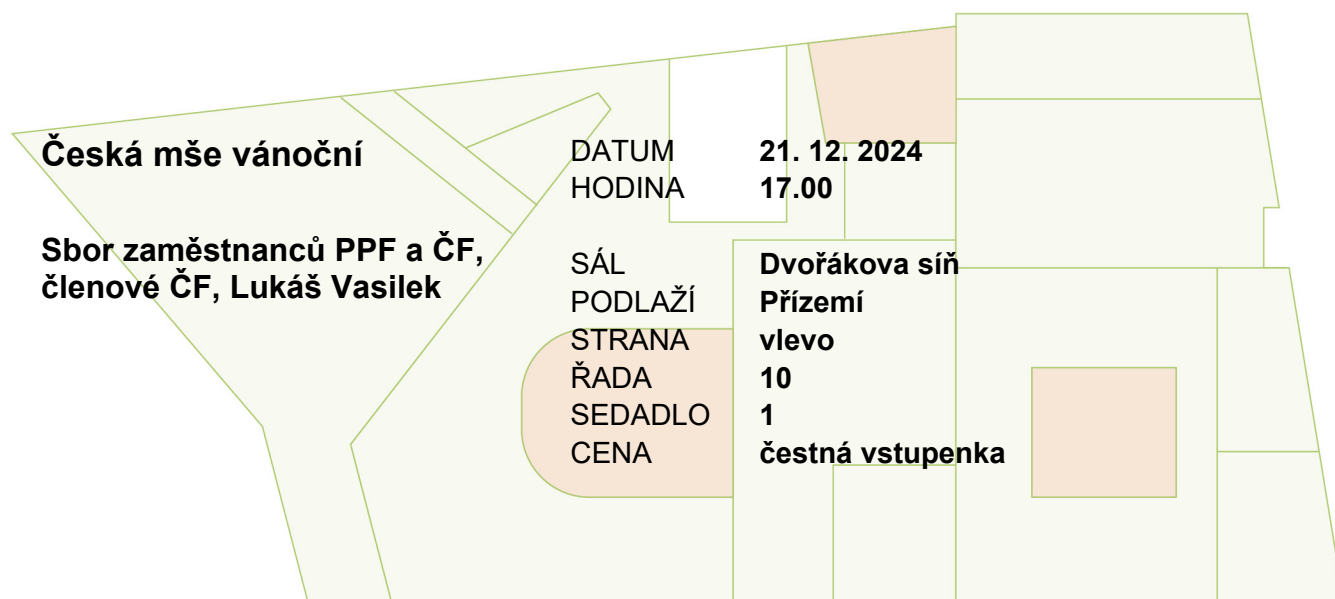 Česká mše vánoční
Sbor zaměstnanců PPF a ČF,
členové ČF, Lukáš Vasilek
DATUM 21. 12. 2024
HODINA 17.00
SÁL Dvořákova síň
PODLAŽÍ Přízemí
STRANA vlevo
ŘADA 10
SEDADLO 1
CENA čestná vstupenka